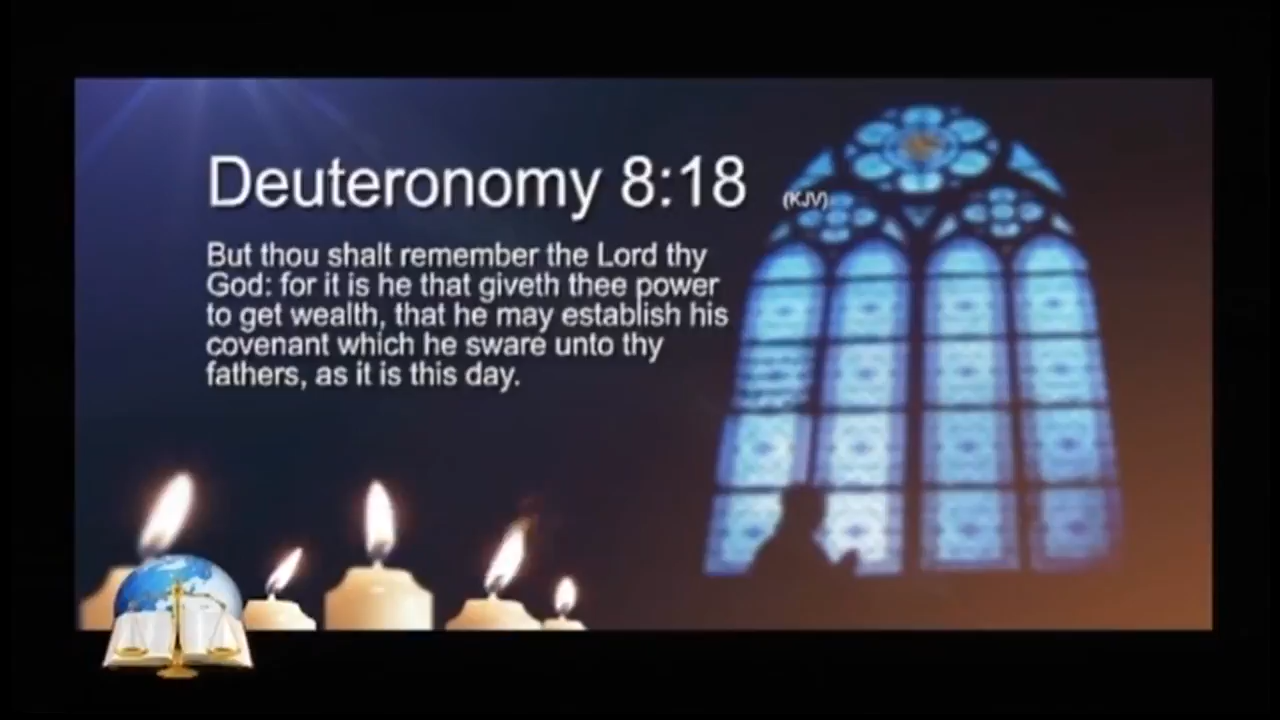 Deuteronomy 8:18 (KJV)
But thou shalt remember the Lord thy
God: for it is he that giveth thee power
to get wealth, that he may establish his
covenant which he sware unto thy
fathers, as it is this day.